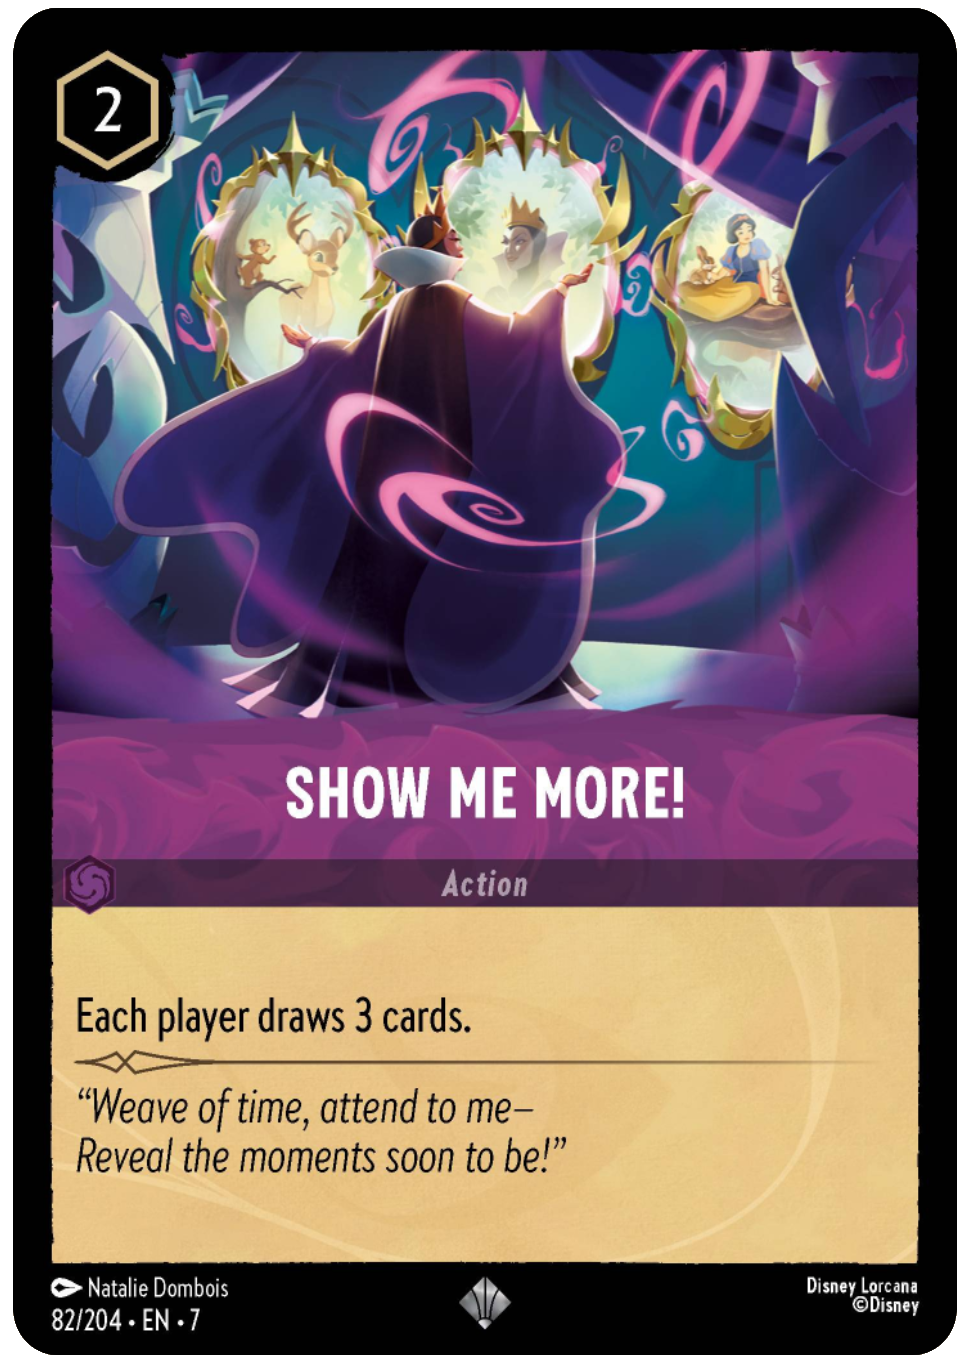 2
SHOW ME MORE!
Action
Each player draws 3 cards.
“Weave of time, attend to me–
Reveal the moments soon to be!”
Natalie Dombois
82/204 • EN • 7
Disney Lorcana
©Disney